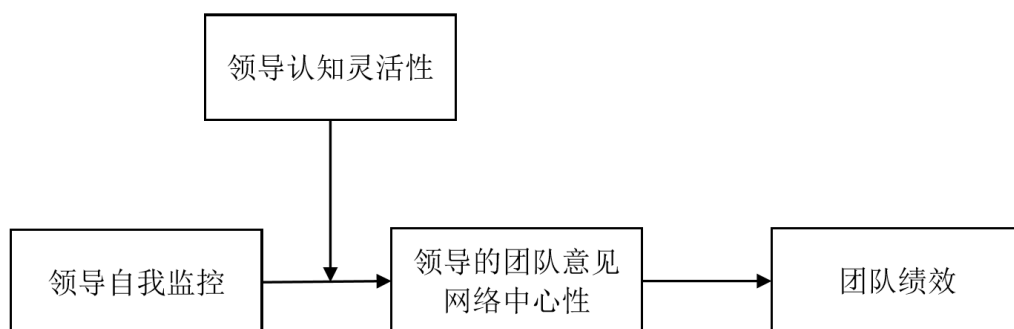 领导认知灵活性
领导自我监控
领导的团队意见
网络中心性
团队绩效